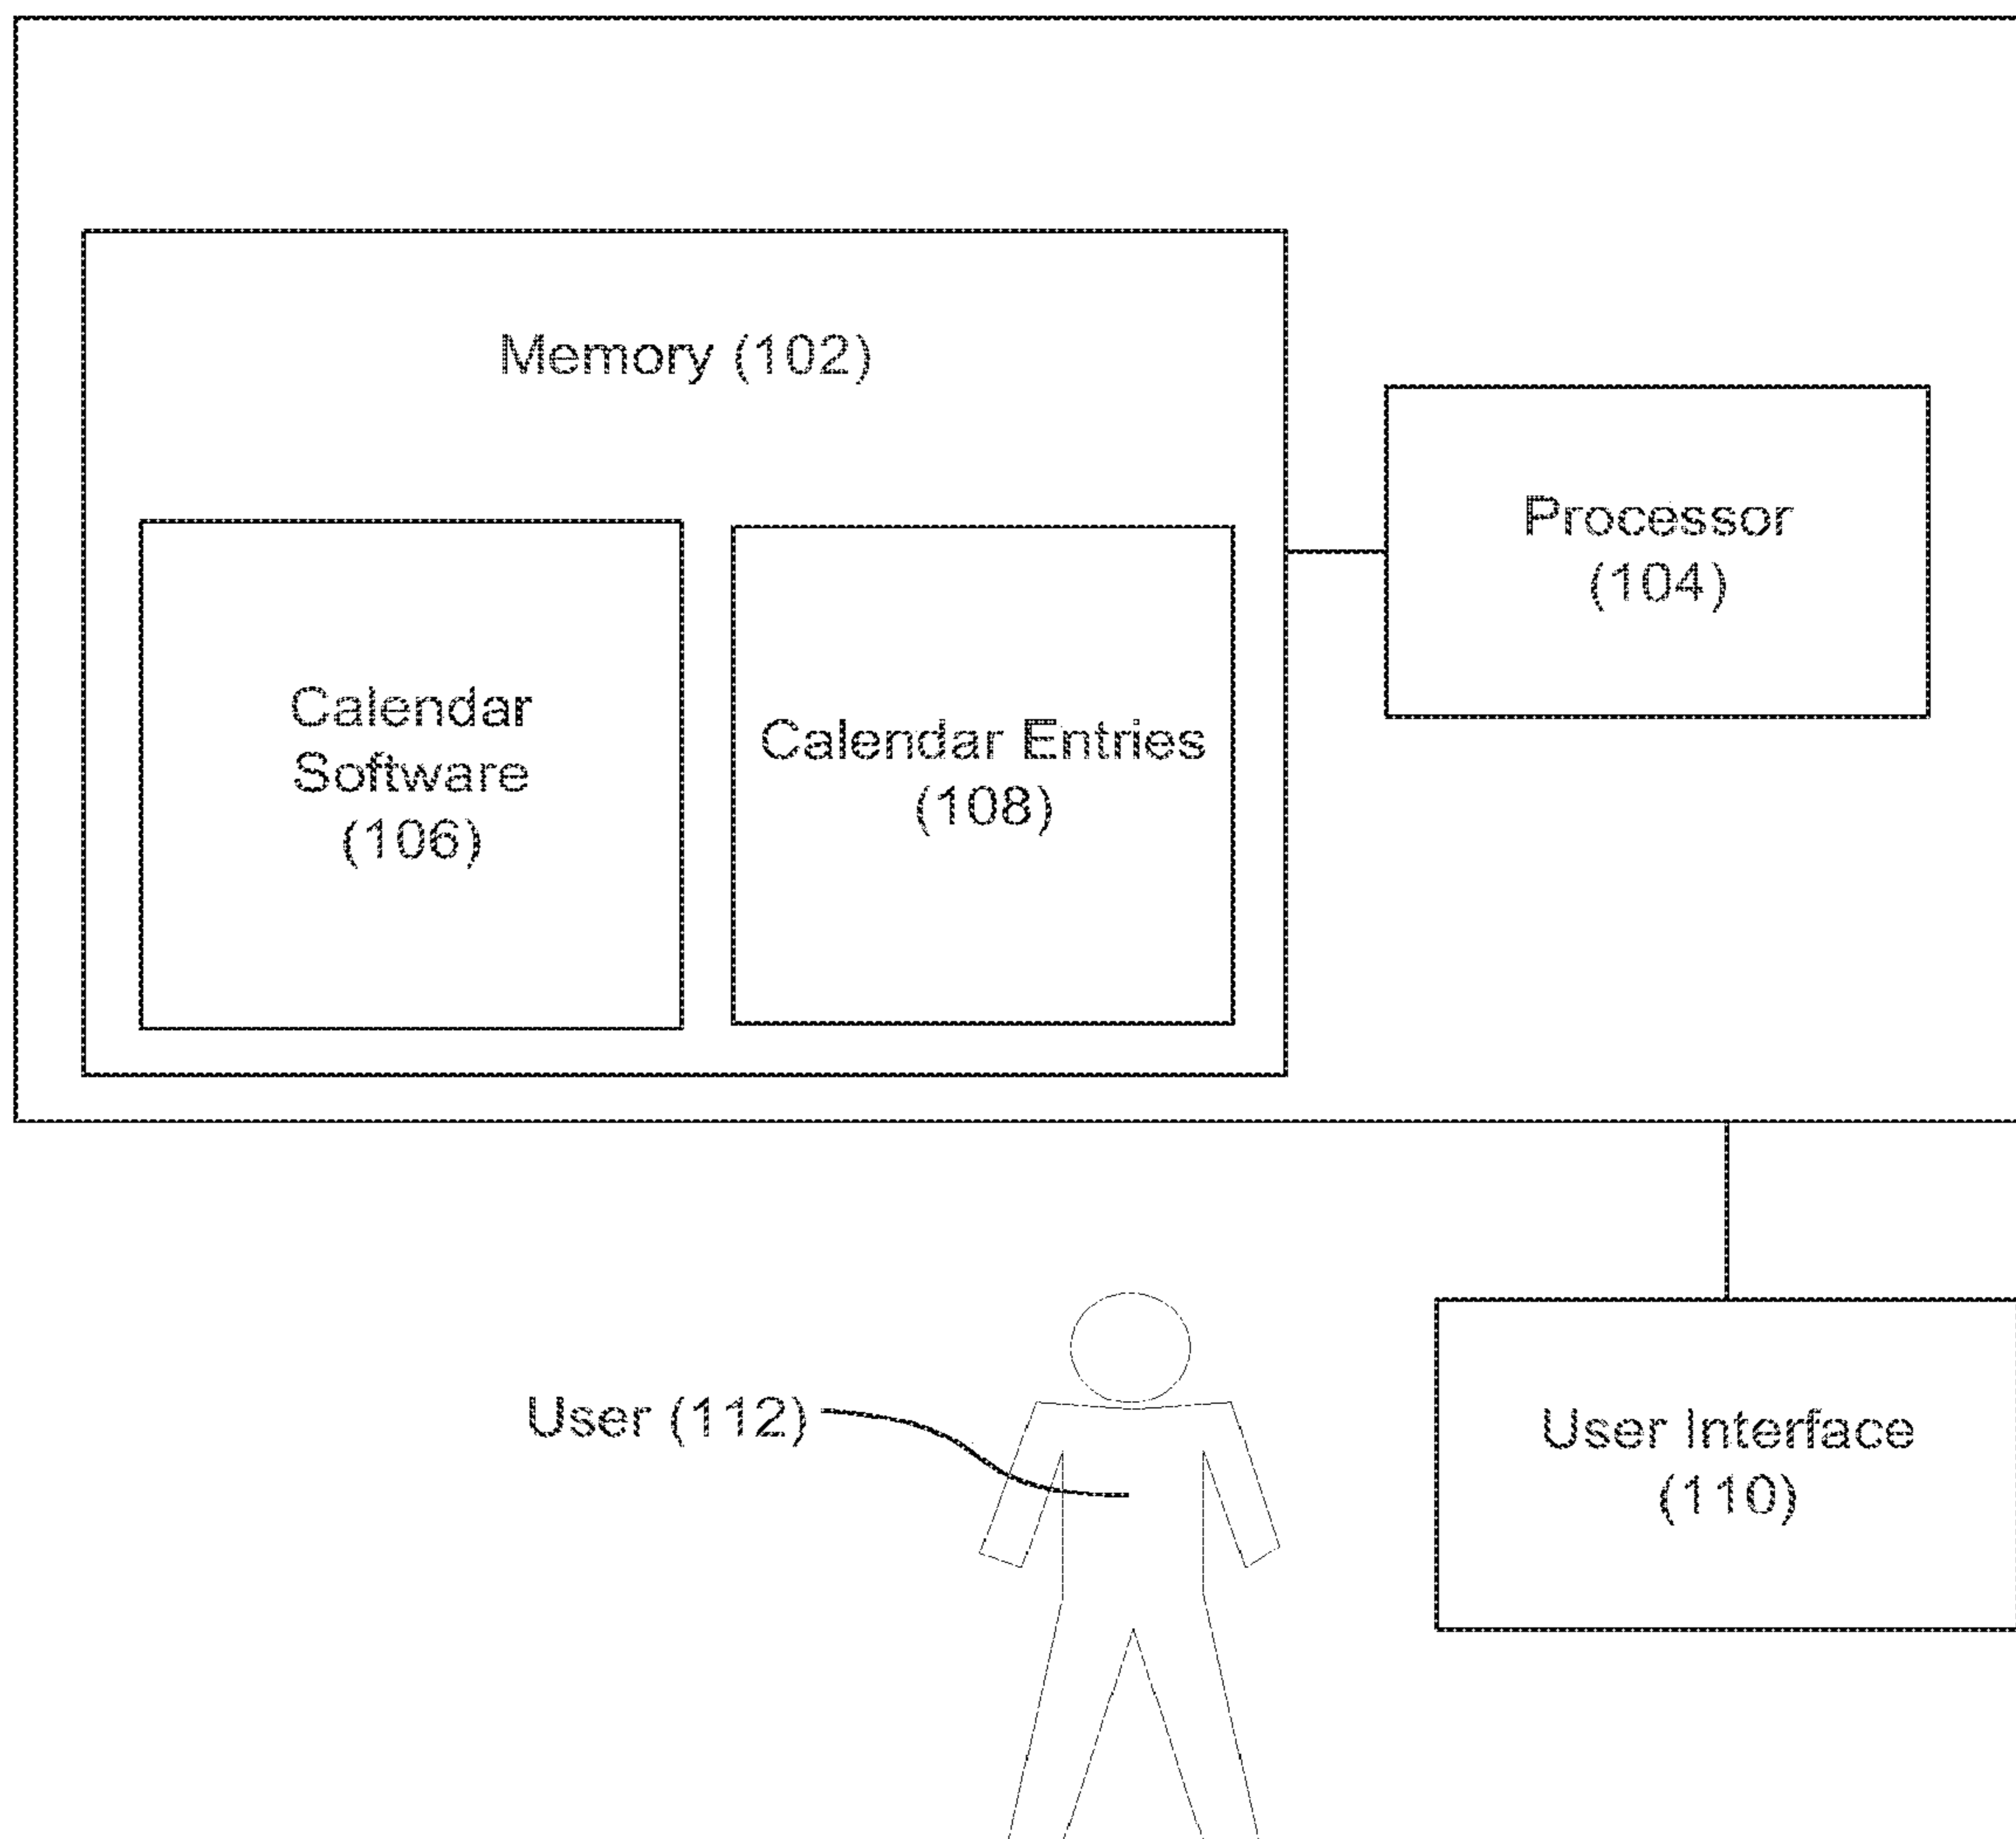 Memory (102)
Processor
(104)
Calendar
Software
(106)
Calendar Entries
(108)
User (112)
User Interface
(110)